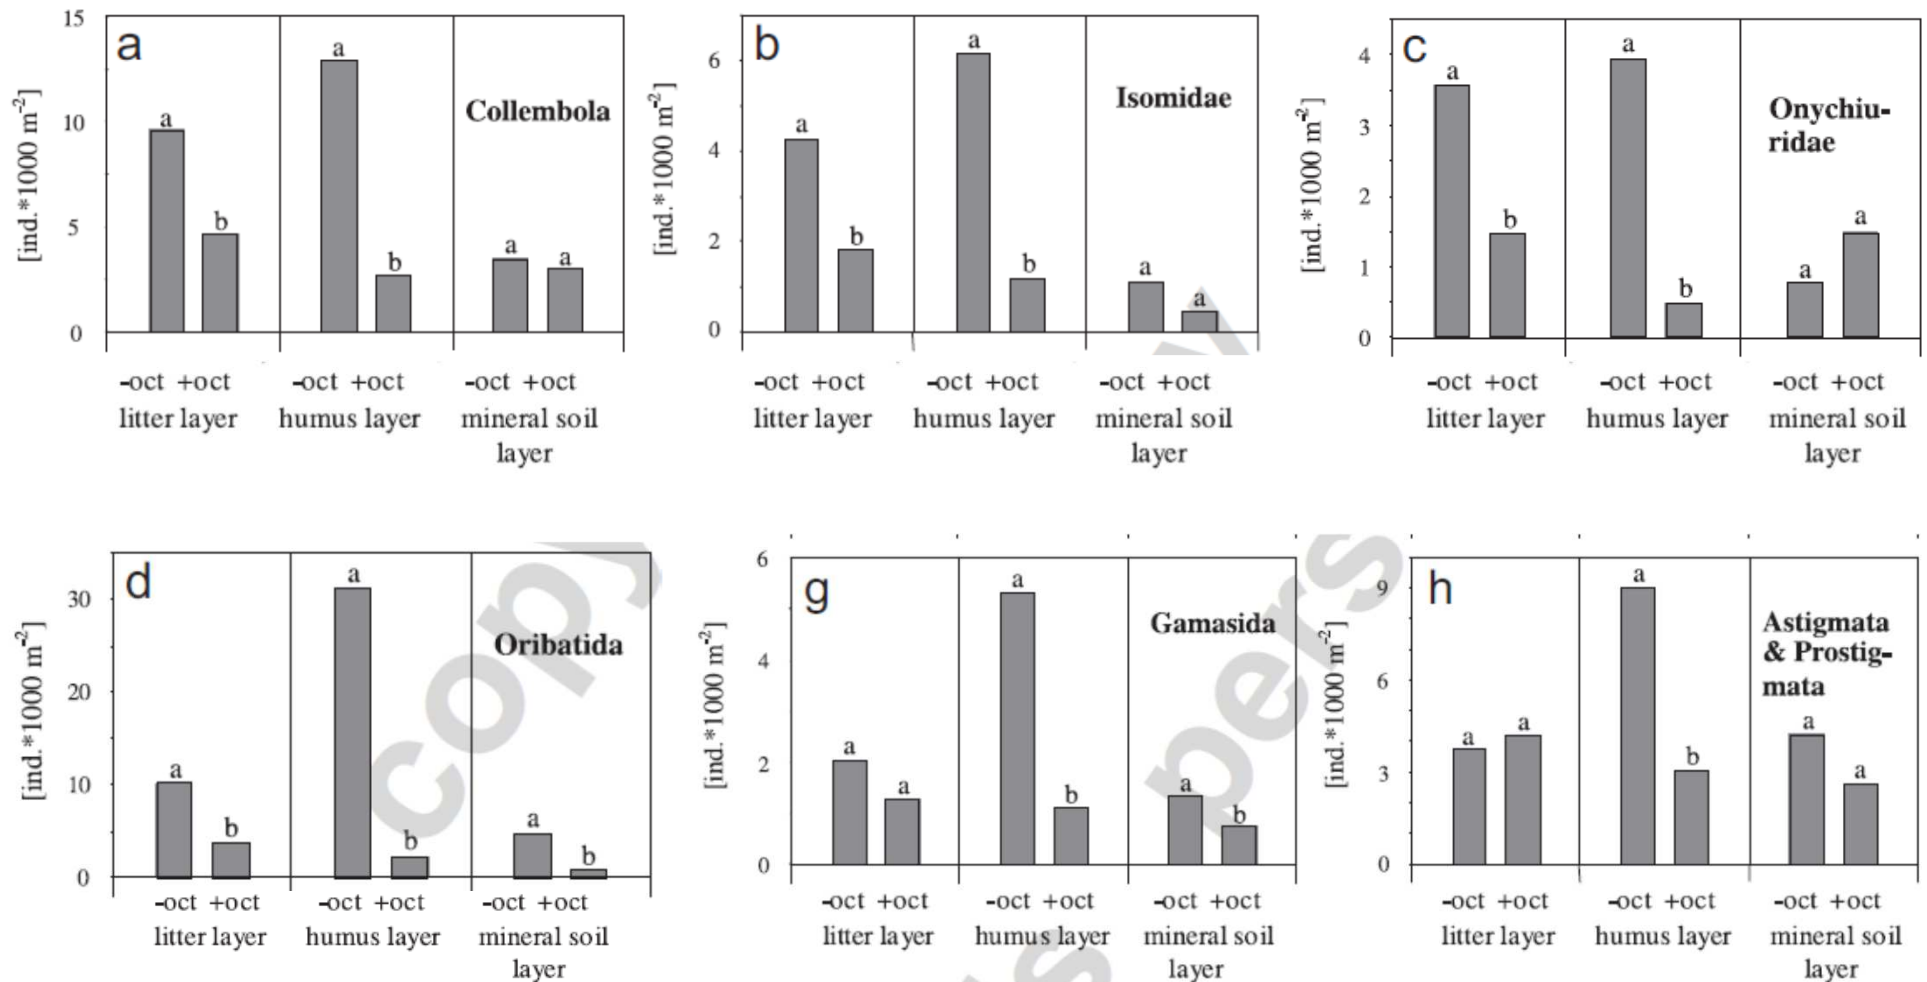 a
Collembola
[ind.*1000 m-2]
15
10
5
0
a
b
a
b
a
a
-oct +oct
-oct +oct
-oct +oct
litter layer
humus layer
mineral soil
layer
b
Isomidae
[ind.*1000 m-2]
6
4
2
0
a
b
a
b
a
a
-oct +oct
-oct +oct
-oct +oct
litter layer
humus layer
mineral soil
layer
c
Onychiu-
ridae
[ind.*1000 m-2]
4
3
2
1
0
a
b
a
b
a
a
-oct +oct
-oct +oct
-oct +oct
litter layer
humus layer
mineral soil
layer
d
Oribatida
[ind.*1000 m-2]
30
20
10
0
a
b
a
b
a
b
-oct +oct
-oct +oct
-oct +oct
litter layer
humus layer
mineral soil
layer
g
Gamasida
[ind.*1000 m-2]
6
4
2
0
a
a
a
b
a
b
-oct +oct
-oct +oct
-oct +oct
litter layer
humus layer
mineral soil
layer
h
Astigmata
& Prostig-
mata
[ind.*1000 m-2]
9
6
3
0
a
a
a
b
a
a
-oct +oct
-oct +oct
-oct +oct
litter layer
humus layer
mineral soil
layer
copy
pers